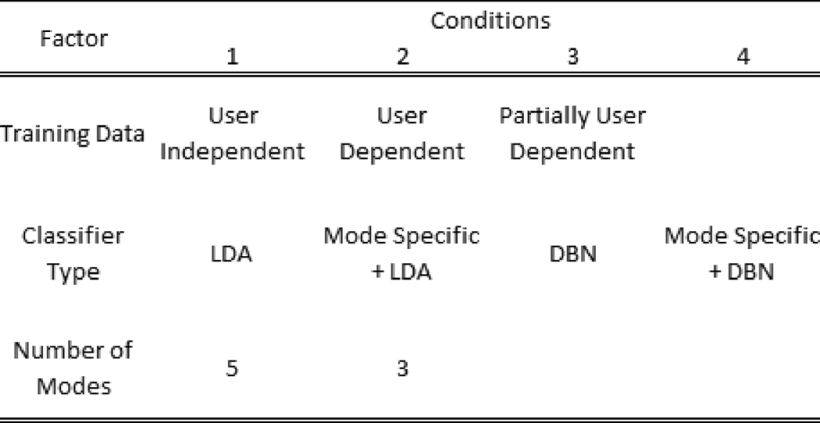 Factor Conditions
1 2 3 4
Training Data User Independent User Dependent Partially User Dependent
Classifier Type LDA Mode Specific + LDA DBN Mode Specific + DBN
Number of Modes 5 3